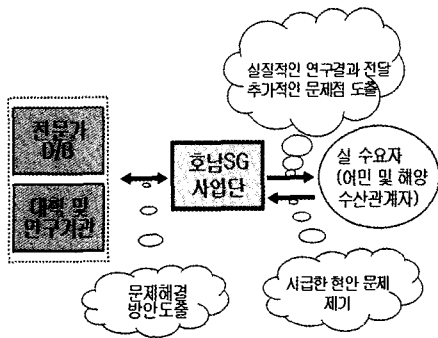 실질적인 연구결과 전달
추가적인 문제점 도출
전문가
D/B
호남SG
사업단
실 수요자
(어민 및 해양
수산관계자)
대학 및
연구기관
문제해결
방안도출
시급한 현안 문제
제기